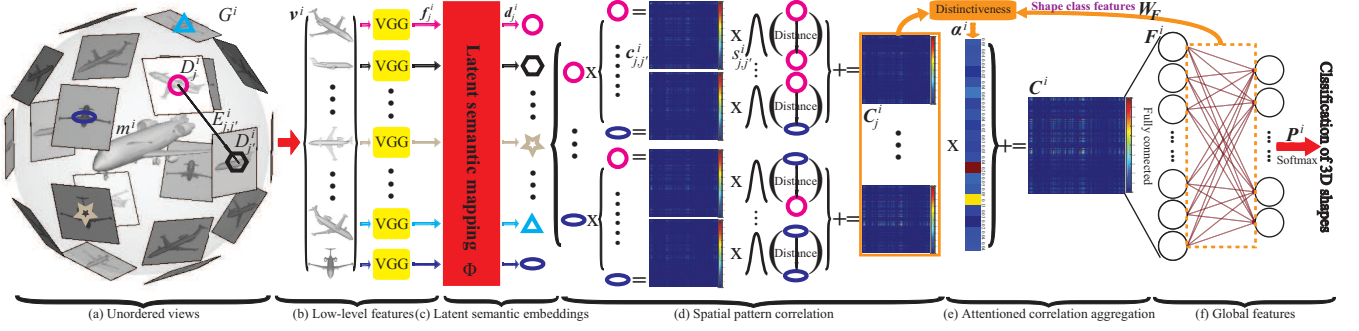 G^i
D_j^i
E_{j,j'}^i
m^i
D_{j'}^i
v^i
f_j^i
d_j^i
VGG
VGG
VGG
VGG
VGG
Latent semantic mapping Φ
X
X
=
=
=
=
c_{j,j'}^i
X
X
X
X
s_{j,j'}^i
(Distance)
(Distance)
(Distance)
(Distance)
+=
+=
C_j^i
Distinctiveness
Shape class features
W_F
α^i
X
+=
C^i
Fully connected
F^i
P^i
Softmax
Classification of 3D shapes
(a) Unordered views
(b) Low-level features
(c) Latent semantic embeddings
(d) Spatial pattern correlation
(e) Attentioned correlation aggregation
(f) Global features